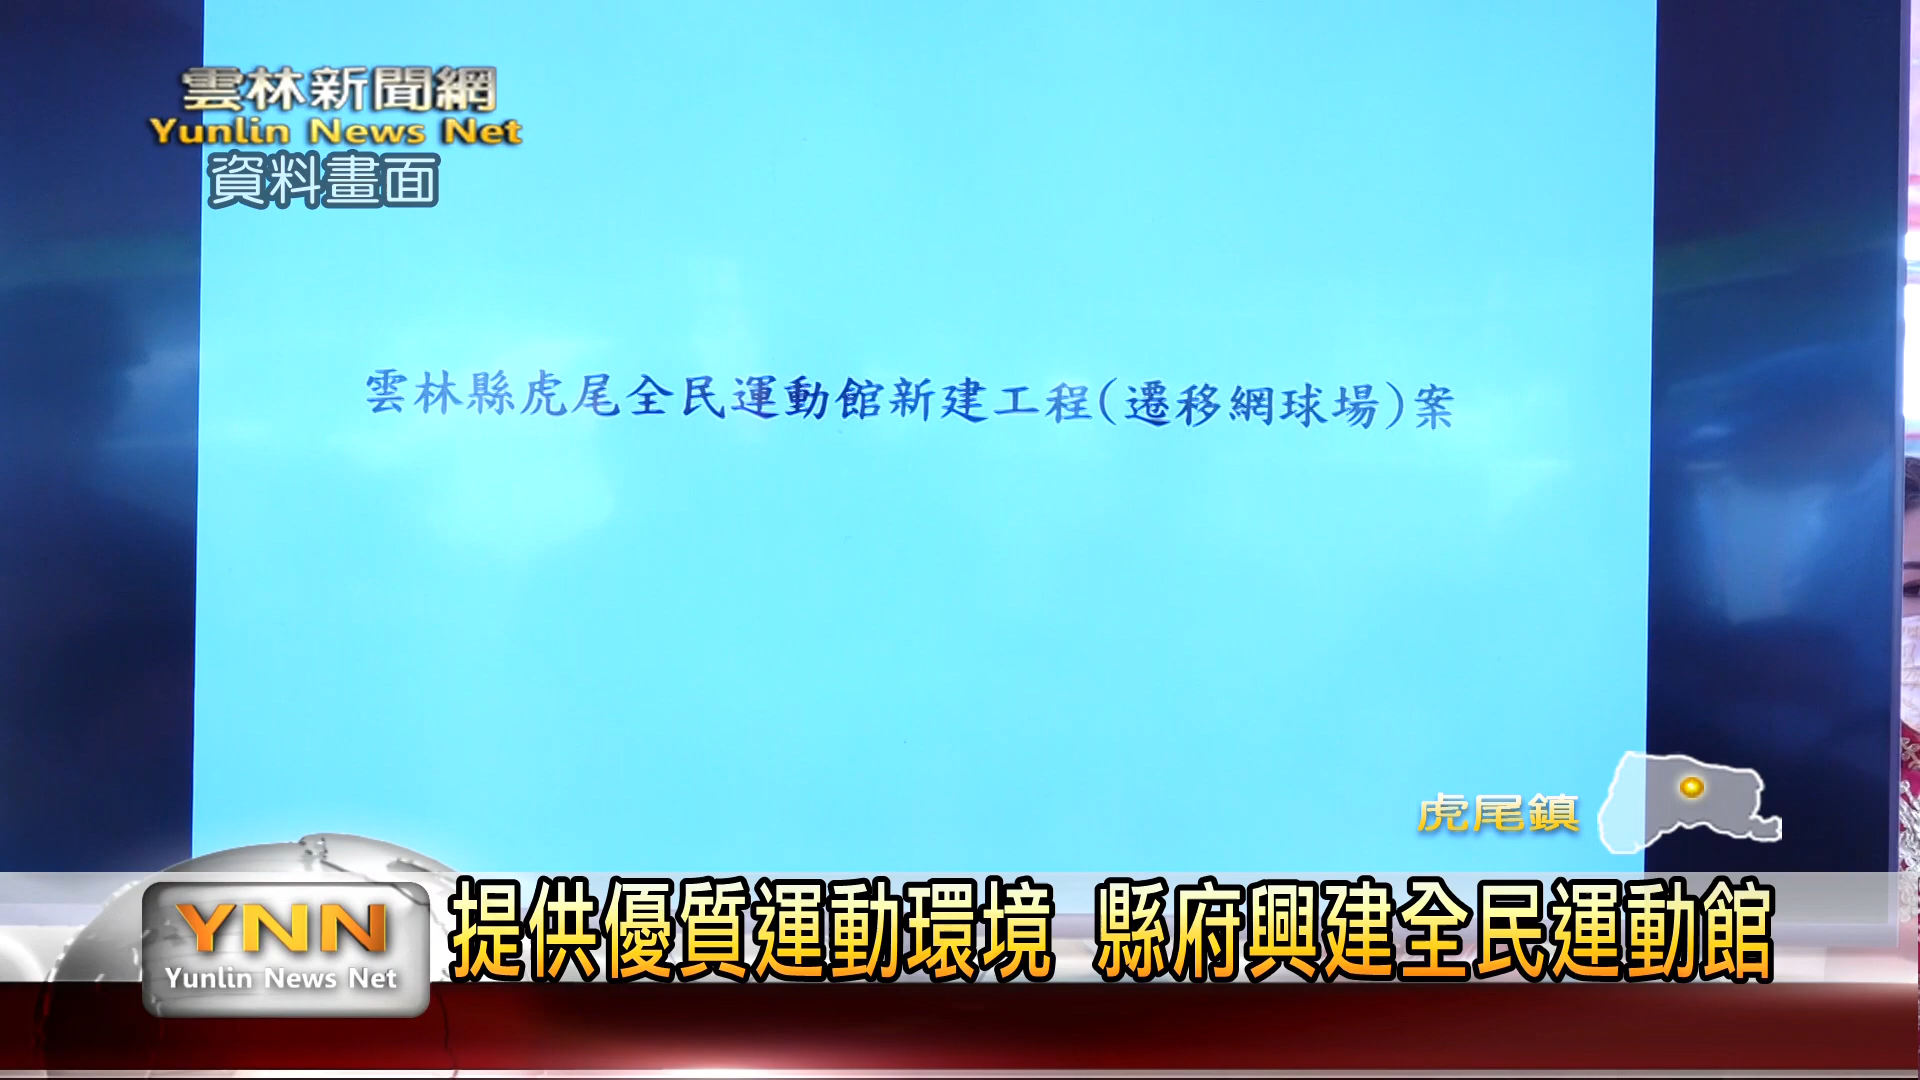 雲林新聞網
Yunlin News Net
資料畫面
雲林縣虎尾全民運動館新建工程(遷移網球場)案
虎尾鎮
YNN
Yunlin News Net
提供優質運動環境 縣府興建全民運動館